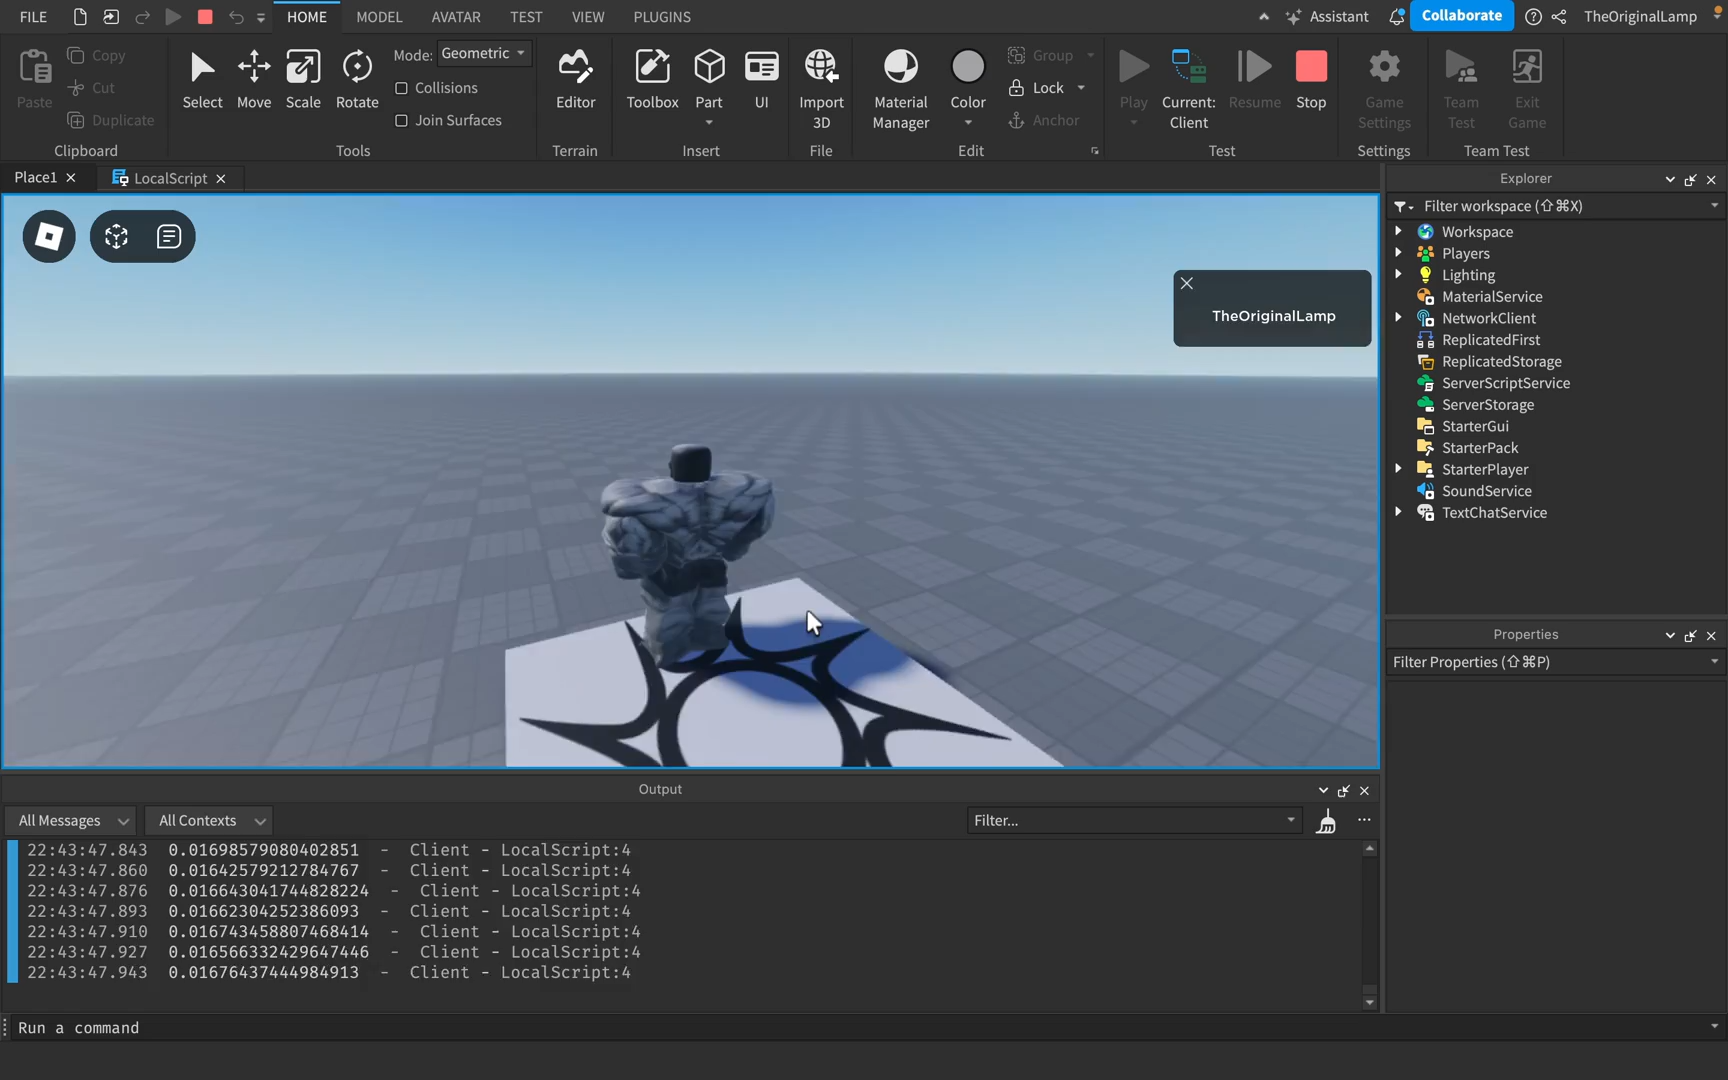 FILE HOME MODEL AVATAR TEST VIEW PLUGINS Assistant Collaborate TheOriginalLamp
Paste Copy Cut Duplicate
Clipboard
Select Move Scale Rotate
Mode: Geometric
Collisions
Join Surfaces
Tools
Editor
Terrain
Toolbox Part UI
Insert
Import 3D
File
Material Manager Color
Group
Lock
Anchor
Edit
Play Current: Client Resume Stop
Test
Game Settings
Settings
Team Test Exit Game
Team Test
Place1 LocalScript
TheOriginalLamp
Explorer
Filter workspace (⇧⌘X)
Workspace
Players
Lighting
MaterialService
NetworkClient
ReplicatedFirst
ReplicatedStorage
ServerScriptService
ServerStorage
StarterGui
StarterPack
StarterPlayer
SoundService
TextChatService
Properties
Filter Properties (⇧⌘P)
Output
All Messages All Contexts Filter...
22:43:47.843 0.01698579080402851 - Client - LocalScript:4
22:43:47.860 0.01642579212784767 - Client - LocalScript:4
22:43:47.876 0.016643041744828224 - Client - LocalScript:4
22:43:47.893 0.01662304252386093 - Client - LocalScript:4
22:43:47.910 0.016743458807468414 - Client - LocalScript:4
22:43:47.927 0.016566332429647446 - Client - LocalScript:4
22:43:47.943 0.01676437444984913 - Client - LocalScript:4
Run a command